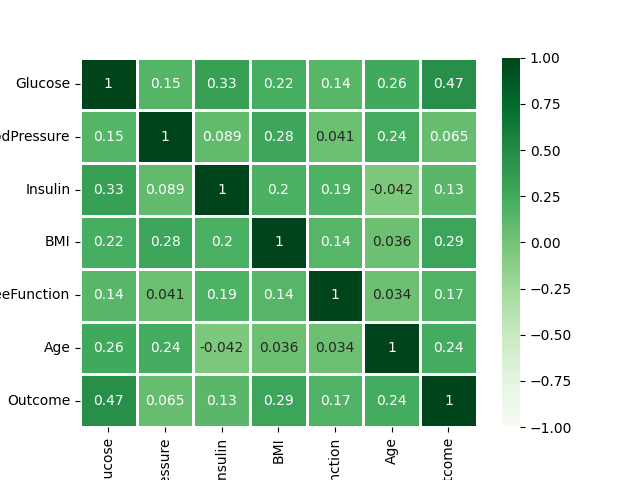 Glucose 1 0.15 0.33 0.22 0.14 0.26 0.47
dPressure 0.15 1 0.089 0.28 0.041 0.24 0.065
Insulin 0.33 0.089 1 0.2 0.19 -0.042 0.13
BMI 0.22 0.28 0.2 1 0.14 0.036 0.29
eeFunction 0.14 0.041 0.19 0.14 1 0.034 0.17
Age 0.26 0.24 -0.042 0.036 0.034 1 0.24
Outcome 0.47 0.065 0.13 0.29 0.17 0.24 1
ucose
essure
nsulin
BMI
nction
Age
tcome
1.00
0.75
0.50
0.25
0.00
−0.25
−0.50
−0.75
−1.00